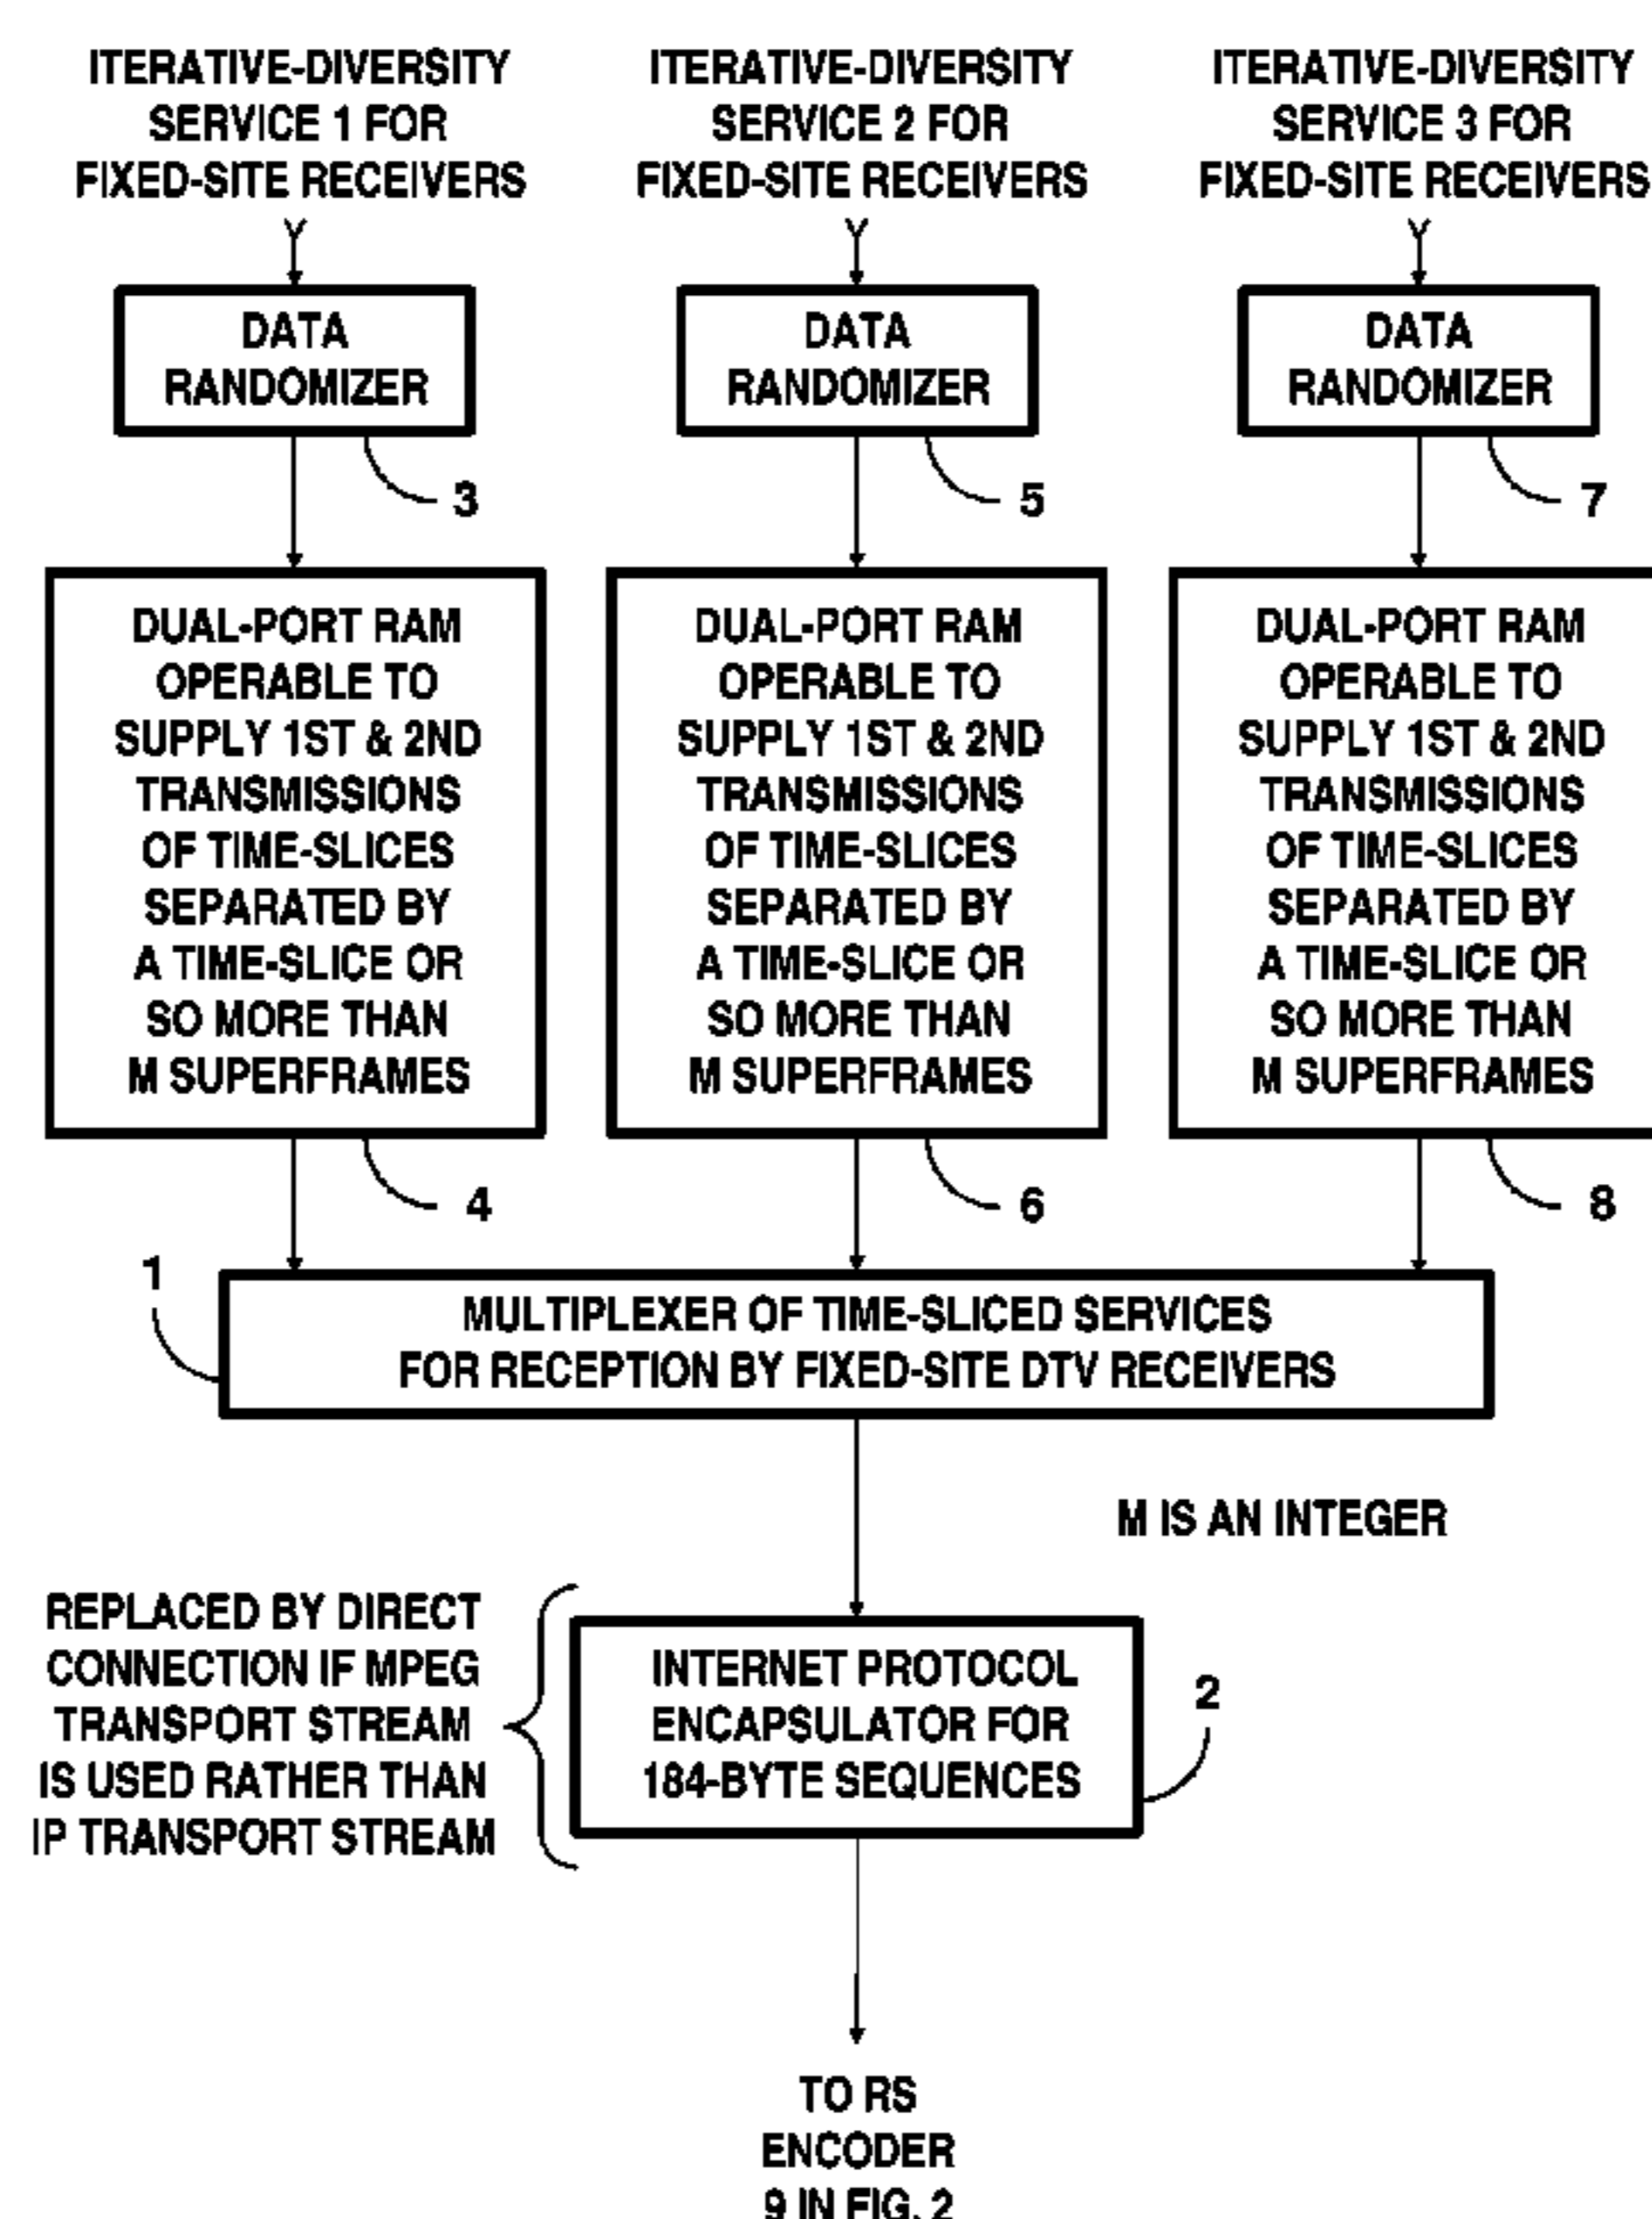 ITERATIVE-DIVERSITY
SERVICE 1 FOR
FIXED-SITE RECEIVERS
ITERATIVE-DIVERSITY
SERVICE 2 FOR
FIXED-SITE RECEIVERS
ITERATIVE-DIVERSITY
SERVICE 3 FOR
FIXED-SITE RECEIVERS
DATA
RANDOMIZER
3
DATA
RANDOMIZER
5
DATA
RANDOMIZER
7
DUAL-PORT RAM
OPERABLE TO
SUPPLY 1ST & 2ND
TRANSMISSIONS
OF TIME-SLICES
SEPARATED BY
A TIME-SLICE OR
SO MORE THAN
M SUPERFRAMES
4
DUAL-PORT RAM
OPERABLE TO
SUPPLY 1ST & 2ND
TRANSMISSIONS
OF TIME-SLICES
SEPARATED BY
A TIME-SLICE OR
SO MORE THAN
M SUPERFRAMES
6
DUAL-PORT RAM
OPERABLE TO
SUPPLY 1ST & 2ND
TRANSMISSIONS
OF TIME-SLICES
SEPARATED BY
A TIME-SLICE OR
SO MORE THAN
M SUPERFRAMES
8
1
MULTIPLEXER OF TIME-SLICED SERVICES
FOR RECEPTION BY FIXED-SITE DTV RECEIVERS
M IS AN INTEGER
REPLACED BY DIRECT
CONNECTION IF MPEG
TRANSPORT STREAM
IS USED RATHER THAN
IP TRANSPORT STREAM
INTERNET PROTOCOL
ENCAPSULATOR FOR
184-BYTE SEQUENCES
2
TO RS
ENCODER
9 IN FIG. 2